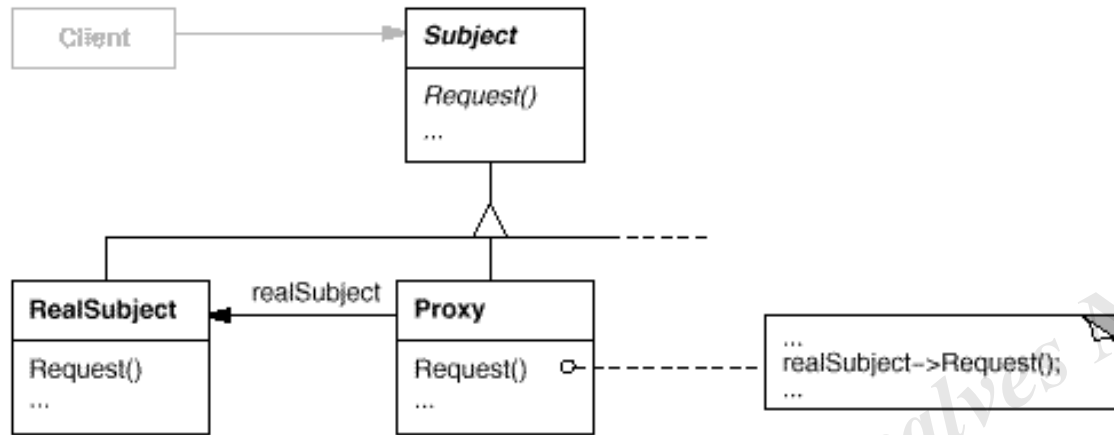 Client
Subject
Request()
...
realSubject
RealSubject
Request()
...
Proxy
Request()
...
...
realSubject->Request();
...